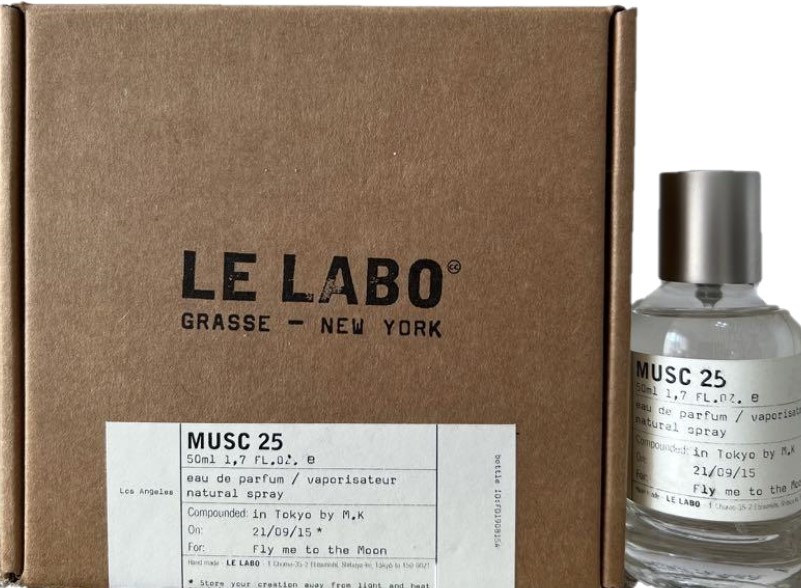 LE LABO
GRASSE — NEW YORK
MUSC 25
50ml 1,7 FL.OZ. e
eau de parfum / vaporisateur
natural spray
Los Angeles
Compounded: in Tokyo by M.K
On: 21/09/15 *
For: Fly me to the Moon
Hand made - LE LABO -
* Store your creation away from light and heat
bottle
MUSC 25
50ml 1,7 FL.OZ. e
eau de parfum / vaporisat
natural spray
Compounded: in Tokyo by M.K
On: 21/09/15
For: Fly me to the Moo
LE LABO